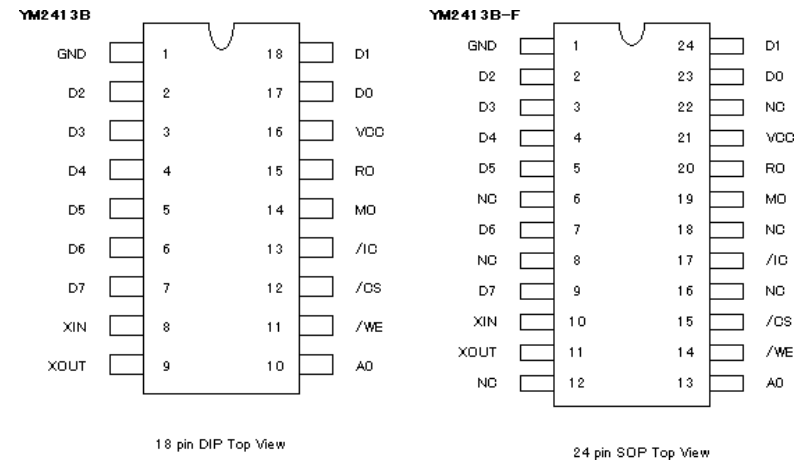 YM2413B
GND 1 18 D1
D2 2 17 D0
D3 3 16 VCC
D4 4 15 RO
D5 5 14 MO
D6 6 13 /IC
D7 7 12 /CS
XIN 8 11 /WE
XOUT 9 10 A0
18 pin DIP Top View
YM2413B-F
GND 1 24 D1
D2 2 23 D0
D3 3 22 NC
D4 4 21 VCC
D5 5 20 RO
NC 6 19 MO
D6 7 18 NC
NC 8 17 /IC
D7 9 16 NC
XIN 10 15 /CS
XOUT 11 14 /WE
NC 12 13 A0
24 pin SOP Top View